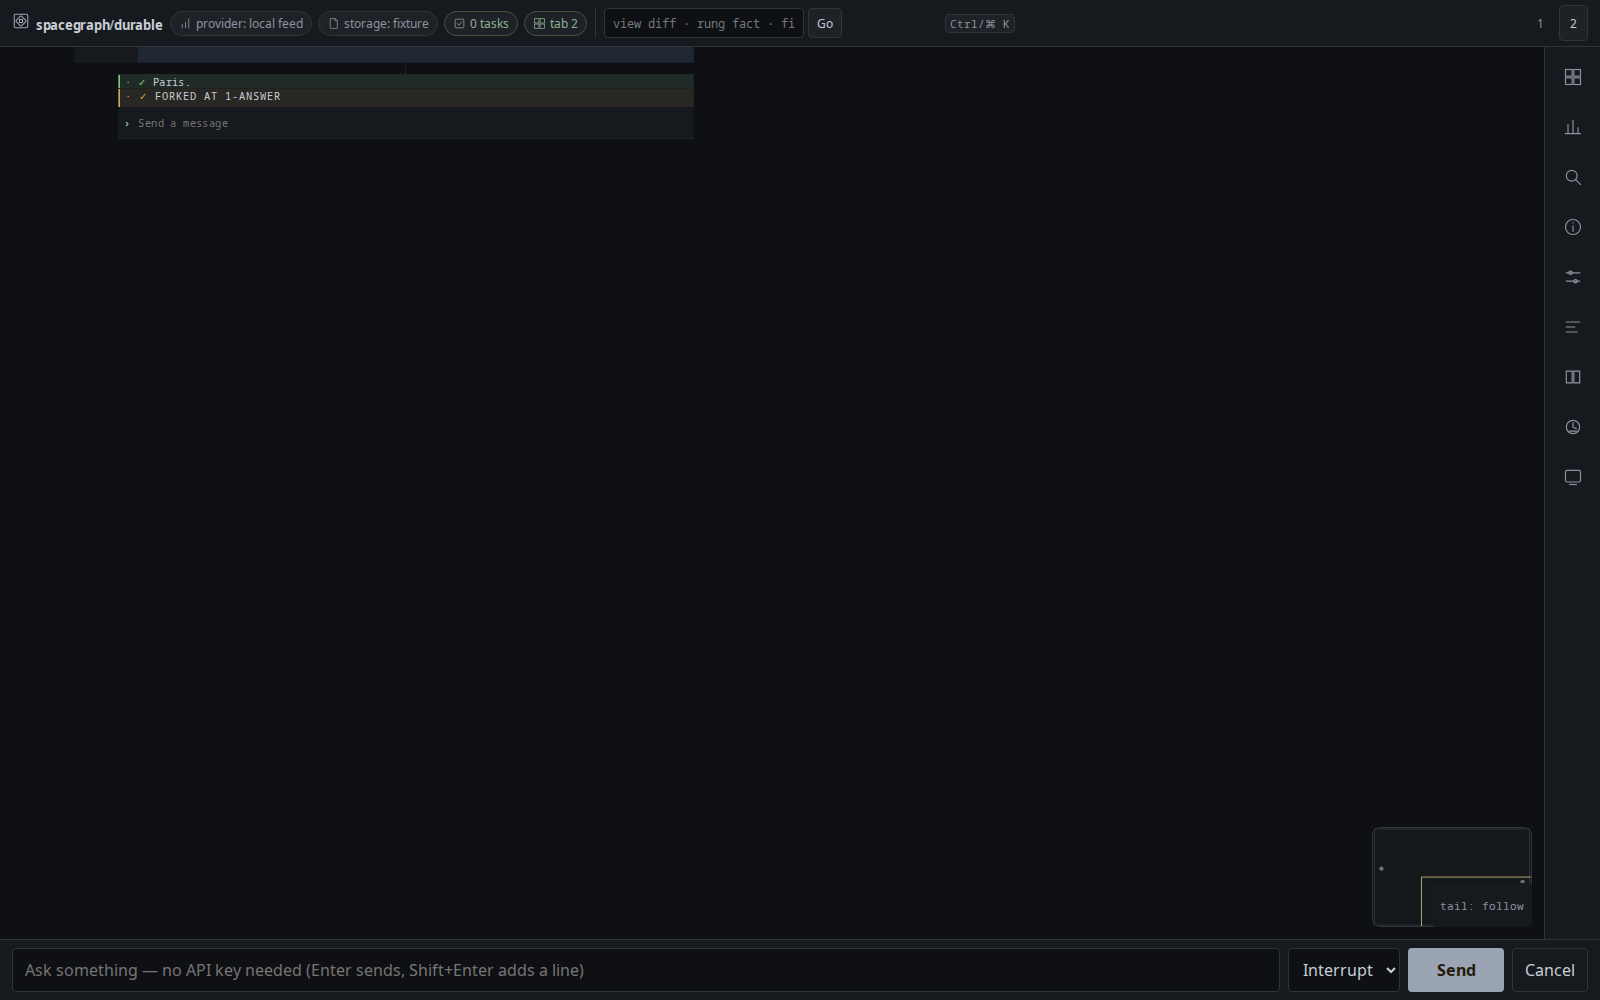 spacegraph/durable provider: local feed storage: fixture 0 tasks tab 2 view diff · rung fact · fi Go Ctrl/⌘ K 1 2
· ✓ Paris.
· ✓ FORKED AT 1-ANSWER
› Send a message
tail: follow
Ask something — no API key needed (Enter sends, Shift+Enter adds a line) Interrupt Send Cancel